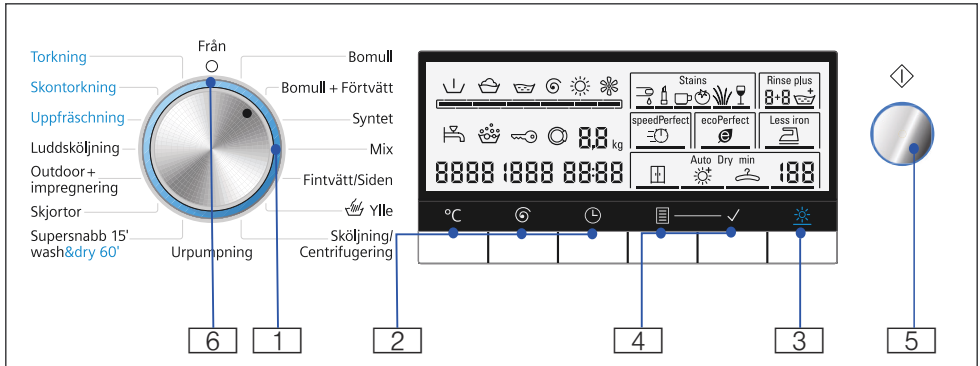 Från
Torkning
Skontorkning
Uppfräschning
Luddsköljning
Outdoor+
impregnering
Skjortor
Supersnabb 15'
wash&dry 60'
Urpumpning
Bomull
Bomull + Förtvätt
Syntet
Mix
Fintvätt/Siden
Ylle
Sköljning/
Centrifugering
8,8 kg
8888 1888 88:88
Stains
Rinse plus
8+8
speedPerfect
ecoPerfect
Less iron
Auto Dry min
188
°C
6
1
2
4
3
5